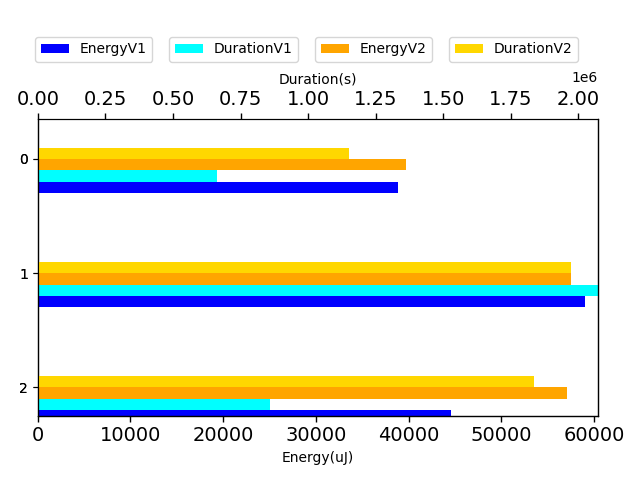 EnergyV1 DurationV1 EnergyV2 DurationV2
Duration(s)
1e6
0.00 0.25 0.50 0.75 1.00 1.25 1.50 1.75 2.00
0
1
2
0 10000 20000 30000 40000 50000 60000
Energy(uJ)